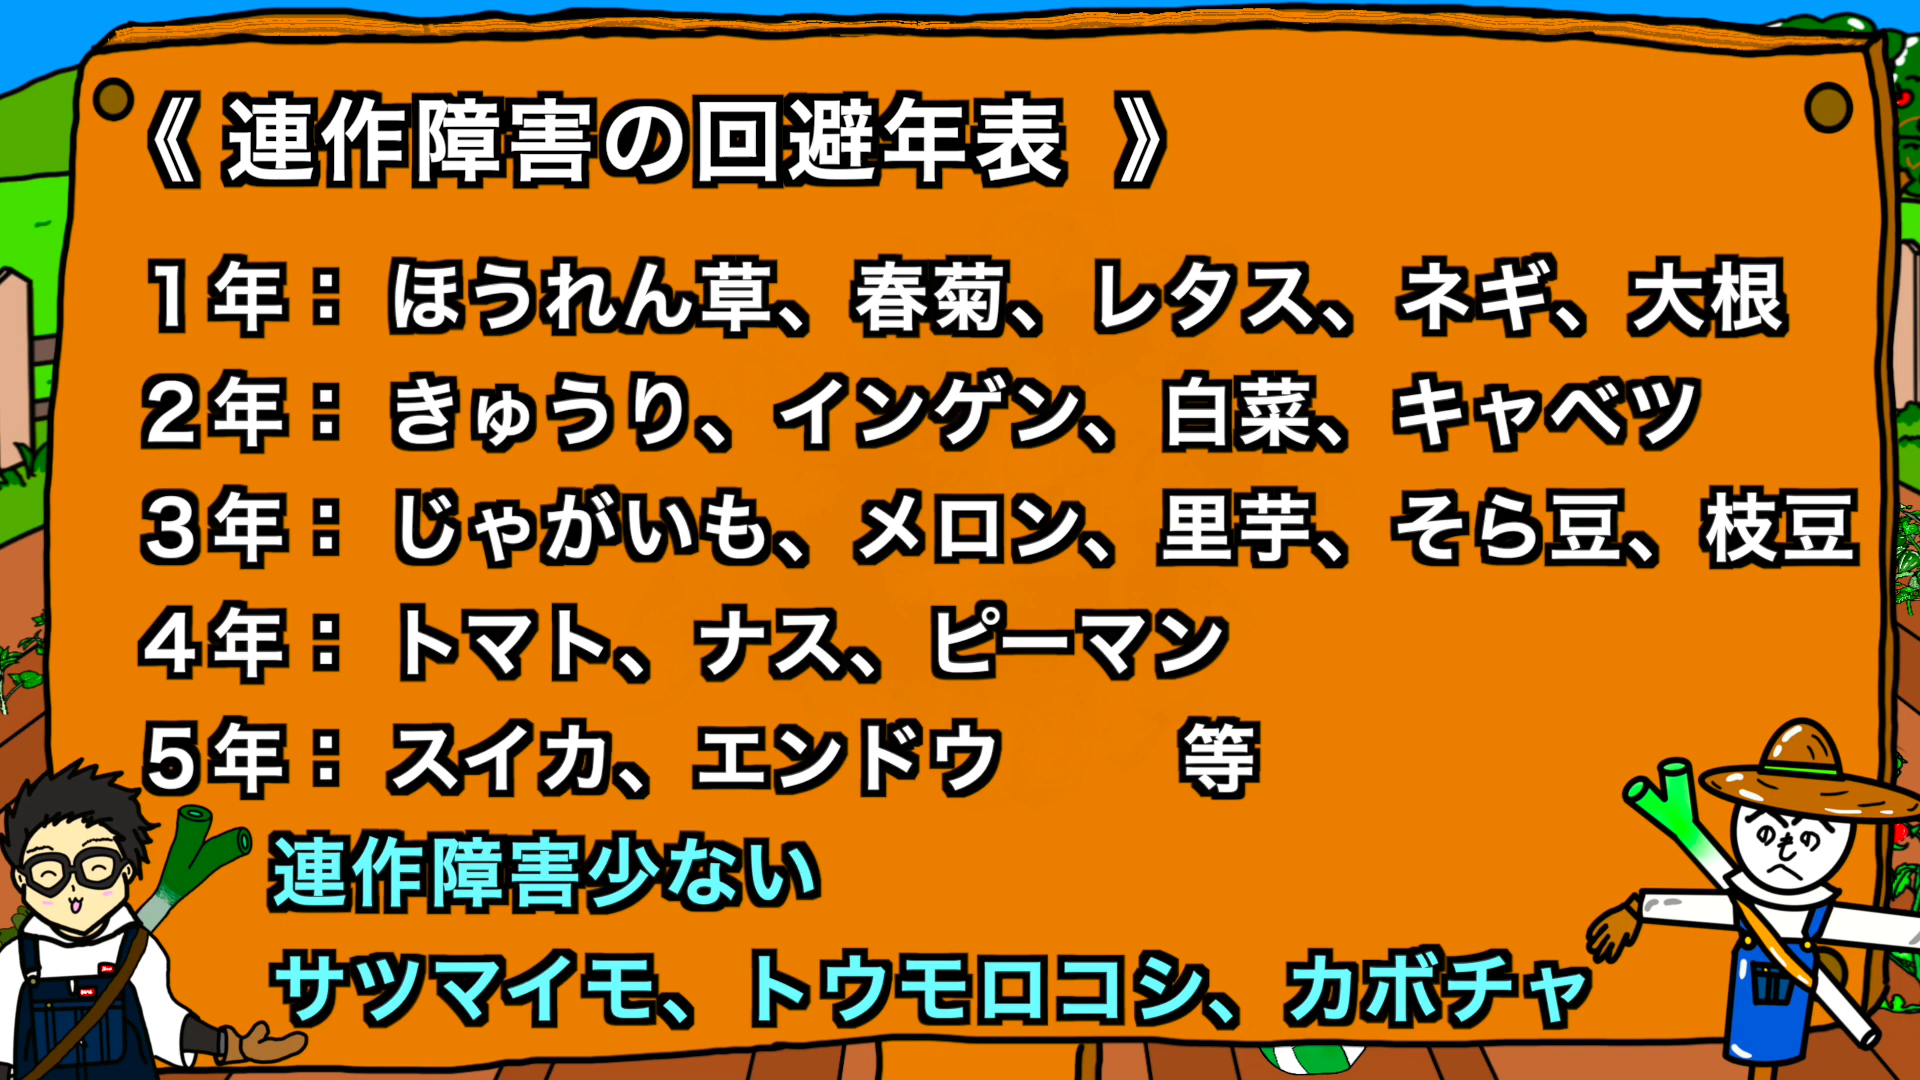 《 連作障害の回避年表 》
1年： ほうれん草、春菊、レタス、ネギ、大根
2年： きゅうり、インゲン、白菜、キャベツ
3年： じゃがいも、メロン、里芋、そら豆、枝豆
4年： トマト、ナス、ピーマン
5年： スイカ、エンドウ 等
連作障害少ない
サツマイモ、トウモロコシ、カボチャ